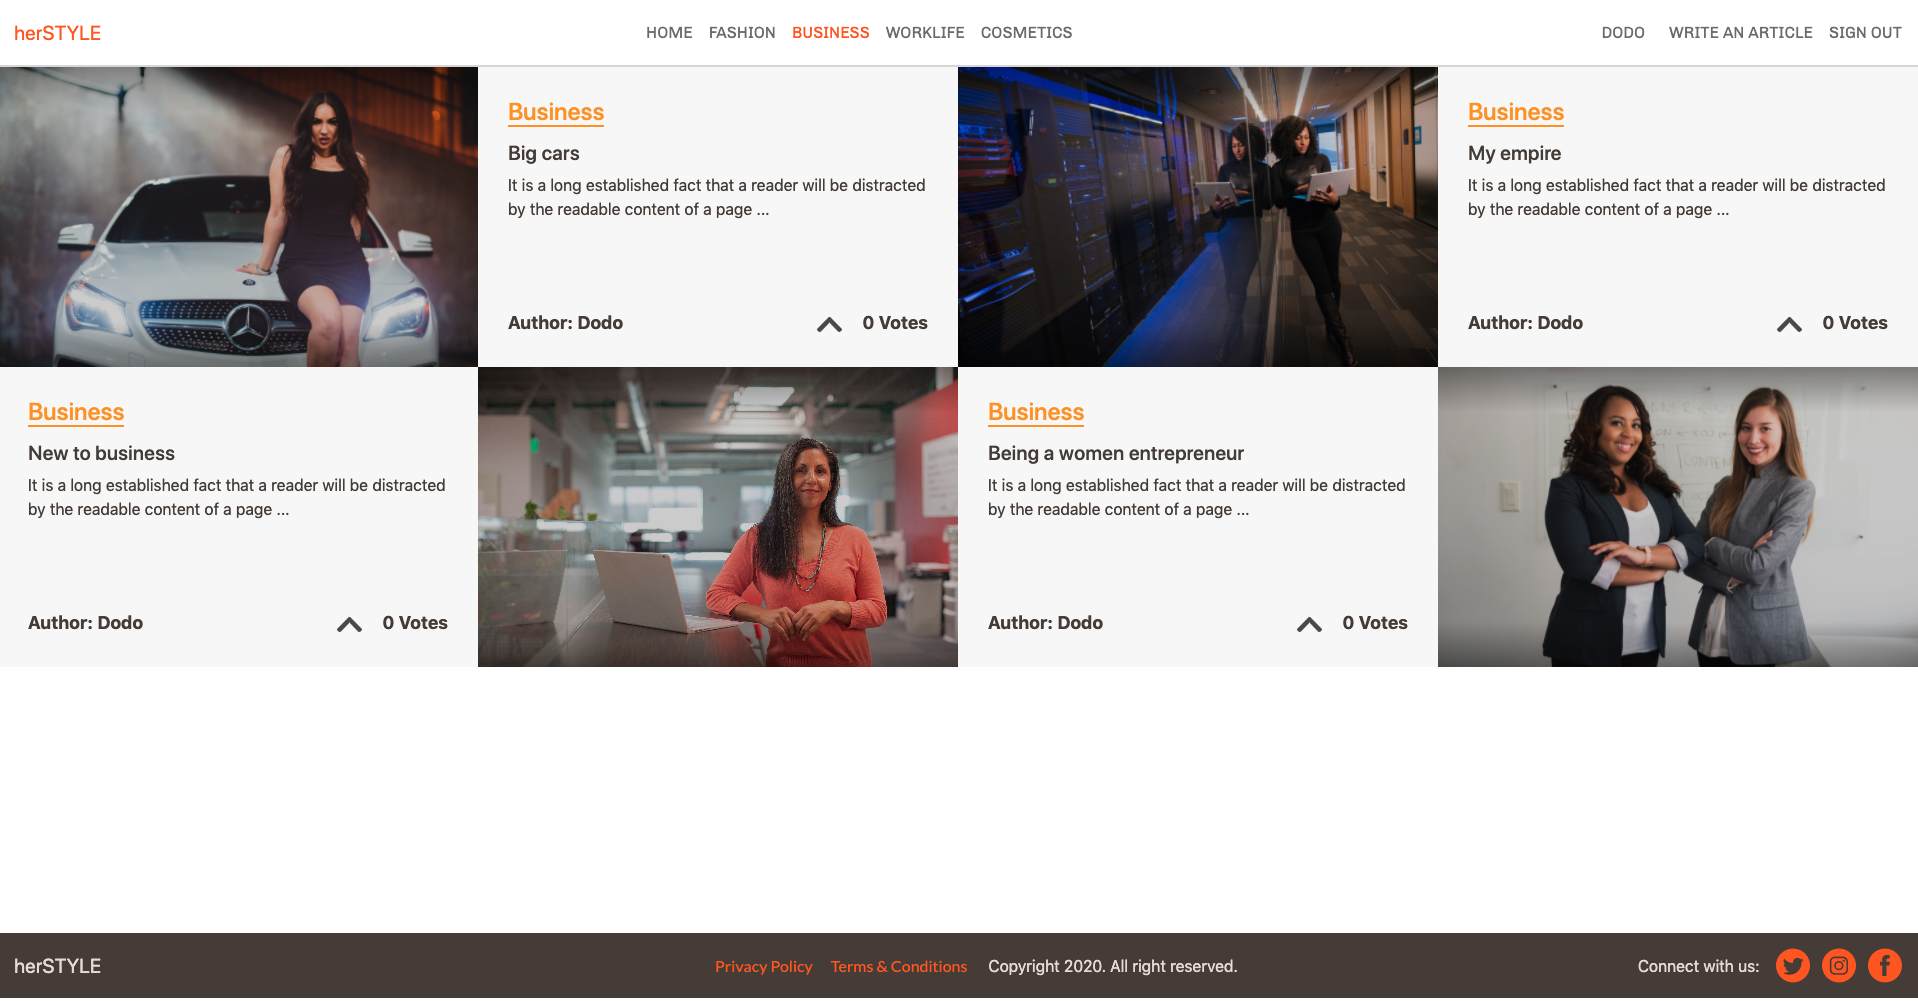 herSTYLE
HOME FASHION BUSINESS WORKLIFE COSMETICS
DODO WRITE AN ARTICLE SIGN OUT
Business
Big cars
It is a long established fact that a reader will be distracted
by the readable content of a page ...
Author: Dodo
0 Votes
Business
My empire
It is a long established fact that a reader will be distracted
by the readable content of a page ...
Author: Dodo
0 Votes
Business
New to business
It is a long established fact that a reader will be distracted
by the readable content of a page ...
Author: Dodo
0 Votes
Business
Being a women entrepreneur
It is a long established fact that a reader will be distracted
by the readable content of a page ...
Author: Dodo
0 Votes
herSTYLE
Privacy Policy Terms & Conditions Copyright 2020. All right reserved.
Connect with us: